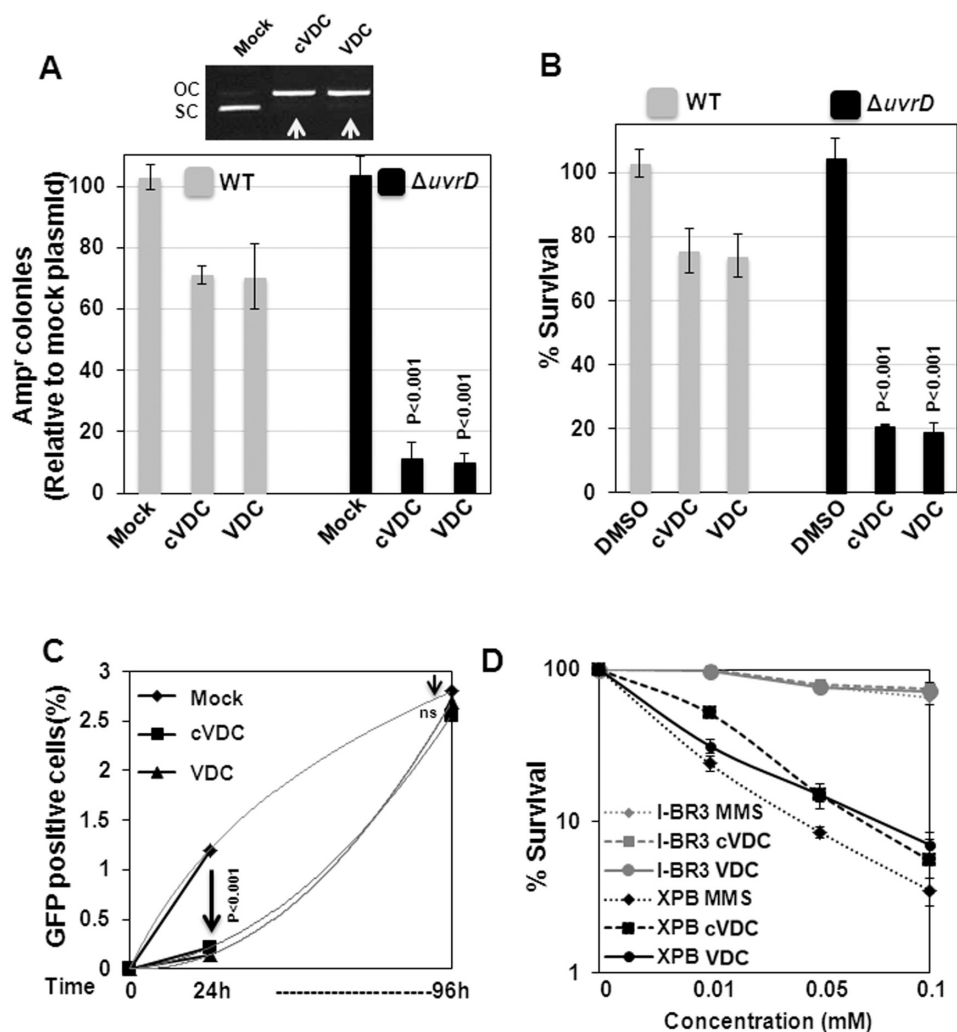 A
Mock cVDC VDC
OC
SC
WT
ΔuvrD
Ampʳ colonies
(Relative to mock plasmid)
100
80
60
40
20
0
Mock cVDC VDC Mock cVDC VDC
P<0.001
P<0.001
B
WT
ΔuvrD
% Survival
100
80
60
40
20
0
DMSO cVDC VDC DMSO cVDC VDC
P<0.001
P<0.001
C
GFP positive cells(%)
3
2.5
2
1.5
1
0.5
0
Mock
cVDC
VDC
P<0.001
ns
Time 0 24h ------------------96h
D
% Survival
100
10
1
I-BR3 MMS
I-BR3 cVDC
I-BR3 VDC
XPB MMS
XPB cVDC
XPB VDC
0 0.01 0.05 0.1
Concentration (mM)